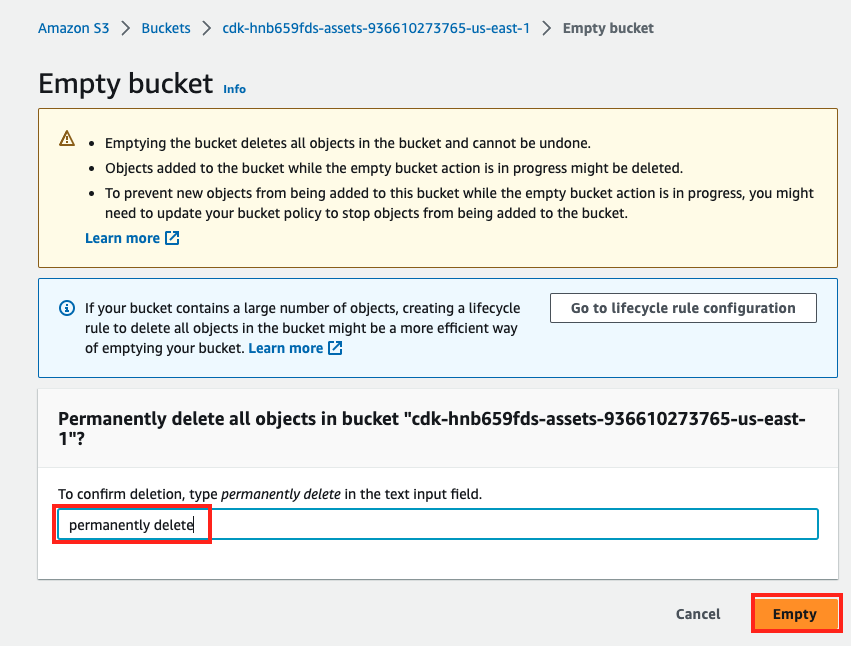 Amazon S3 > Buckets > cdk-hnb659fds-assets-936610273765-us-east-1 > Empty bucket
Empty bucket Info
• Emptying the bucket deletes all objects in the bucket and cannot be undone.
• Objects added to the bucket while the empty bucket action is in progress might be deleted.
• To prevent new objects from being added to this bucket while the empty bucket action is in progress, you might
need to update your bucket policy to stop objects from being added to the bucket.
Learn more
If your bucket contains a large number of objects, creating a lifecycle
rule to delete all objects in the bucket might be a more efficient way
of emptying your bucket. Learn more
Go to lifecycle rule configuration
Permanently delete all objects in bucket "cdk-hnb659fds-assets-936610273765-us-east-
1"?
To confirm deletion, type permanently delete in the text input field.
permanently delete
Cancel
Empty